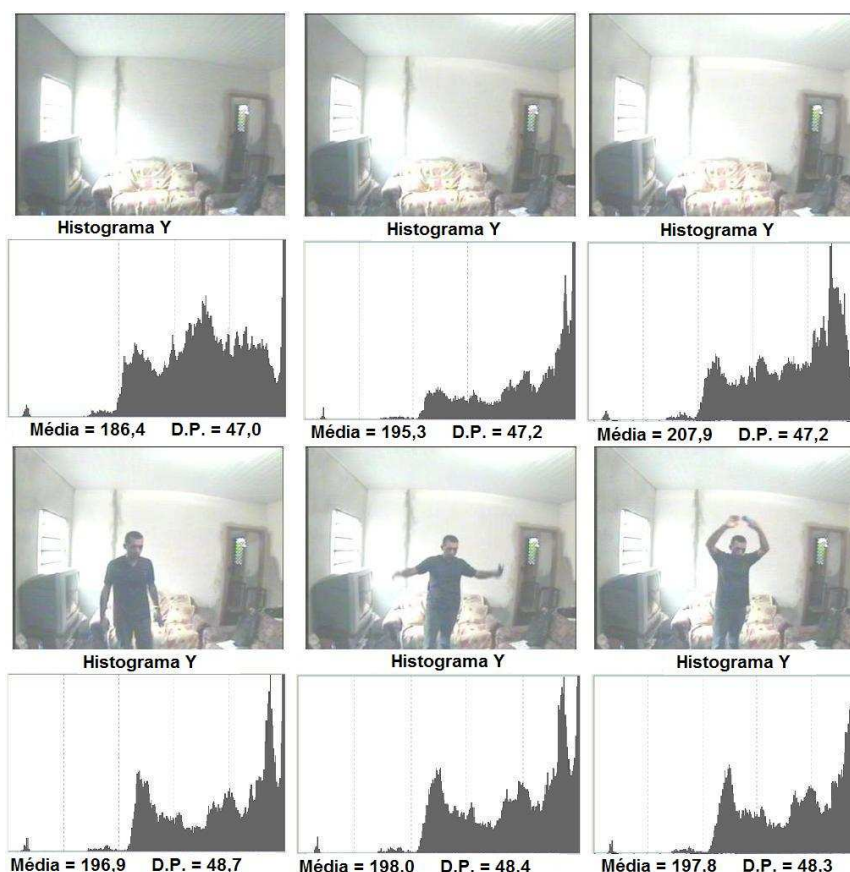 Histograma Y Histograma Y Histograma Y
Média = 186,4 D.P. = 47,0 Média = 195,3 D.P. = 47,2 Média = 207,9 D.P. = 47,2
Histograma Y Histograma Y Histograma Y
Média = 196,9 D.P. = 48,7 Média = 198,0 D.P. = 48,4 Média = 197,8 D.P. = 48,3